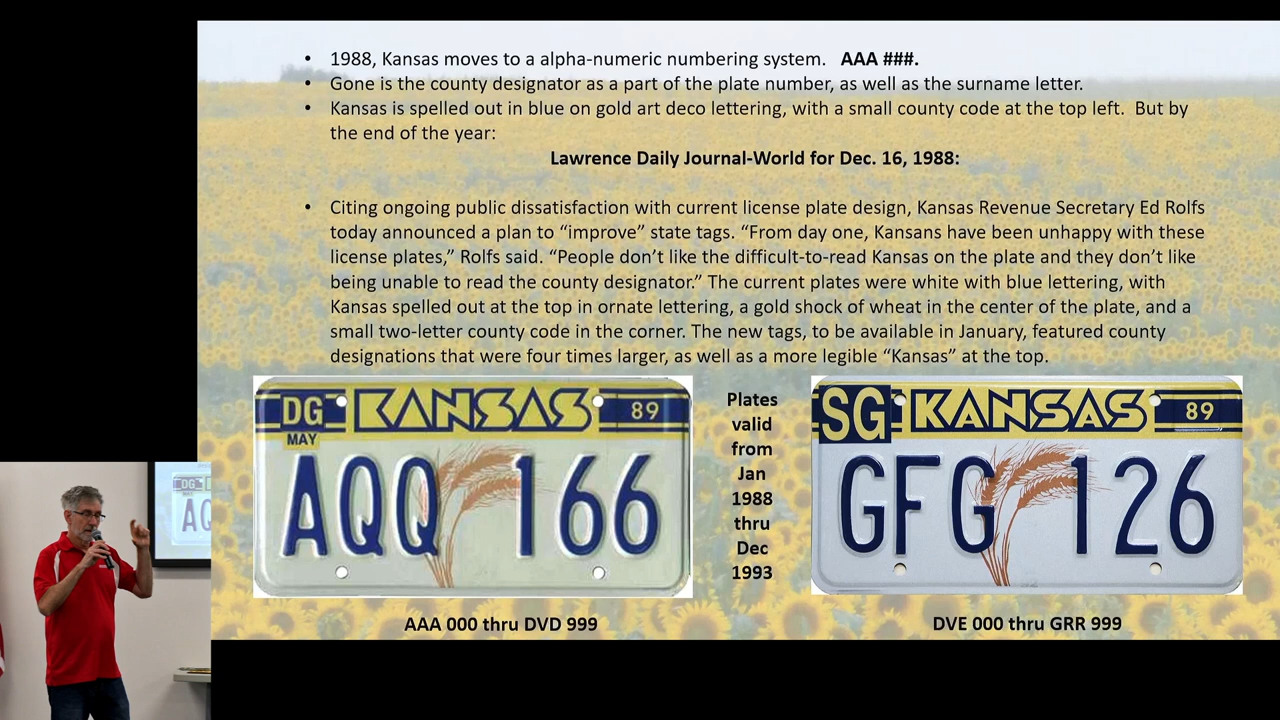 • 1988, Kansas moves to a alpha-numeric numbering system. AAA ###.
• Gone is the county designator as a part of the plate number, as well as the surname letter.
• Kansas is spelled out in blue on gold art deco lettering, with a small county code at the top left. But by
the end of the year:
Lawrence Daily Journal-World for Dec. 16, 1988:
• Citing ongoing public dissatisfaction with current license plate design, Kansas Revenue Secretary Ed Rolfs
today announced a plan to “improve” state tags. “From day one, Kansans have been unhappy with these
license plates,” Rolfs said. “People don’t like the difficult-to-read Kansas on the plate and they don’t like
being unable to read the county designator.” The current plates were white with blue lettering, with
Kansas spelled out at the top in ornate lettering, a gold shock of wheat in the center of the plate, and a
small two-letter county code in the corner. The new tags, to be available in January, featured county
designations that were four times larger, as well as a more legible “Kansas” at the top.
DG KANSAS 89
MAY
AQQ 166
Plates
valid
from
Jan
1988
thru
Dec
1993
SG KANSAS 89
GFG 126
AAA 000 thru DVD 999
DVE 000 thru GRR 999
DG
AQ